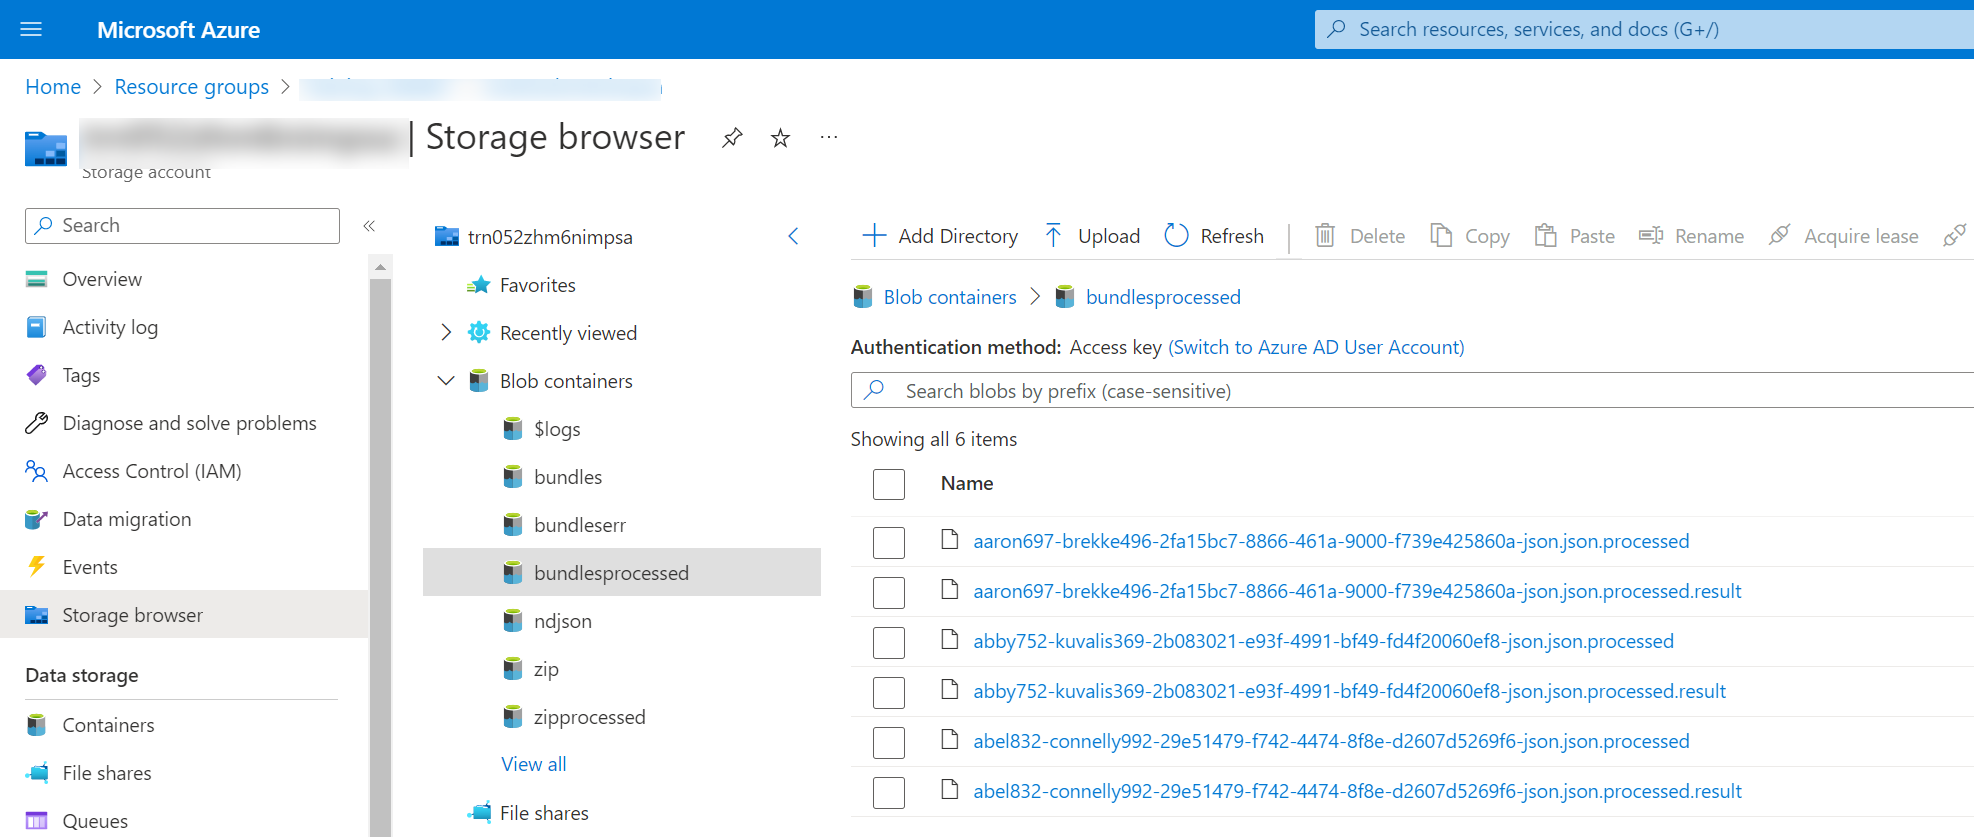 Microsoft Azure
Search resources, services, and docs (G+/)
Home > Resource groups >
| Storage browser
Storage account
Search
Overview
Activity log
Tags
Diagnose and solve problems
Access Control (IAM)
Data migration
Events
Storage browser
Data storage
Containers
File shares
Queues
trn052zhm6nimpsa
Favorites
Recently viewed
Blob containers
$logs
bundles
bundleserr
bundlesprocessed
ndjson
zip
zipprocessed
View all
File shares
Add Directory Upload Refresh Delete Copy Paste Rename Acquire lease
Blob containers > bundlesprocessed
Authentication method: Access key (Switch to Azure AD User Account)
Search blobs by prefix (case-sensitive)
Showing all 6 items
Name
aaron697-brekke496-2fa15bc7-8866-461a-9000-f739e425860a-json.json.processed
aaron697-brekke496-2fa15bc7-8866-461a-9000-f739e425860a-json.json.processed.result
abby752-kuvalis369-2b083021-e93f-4991-bf49-fd4f20060ef8-json.json.processed
abby752-kuvalis369-2b083021-e93f-4991-bf49-fd4f20060ef8-json.json.processed.result
abel832-connelly992-29e51479-f742-4474-8f8e-d2607d5269f6-json.json.processed
abel832-connelly992-29e51479-f742-4474-8f8e-d2607d5269f6-json.json.processed.result